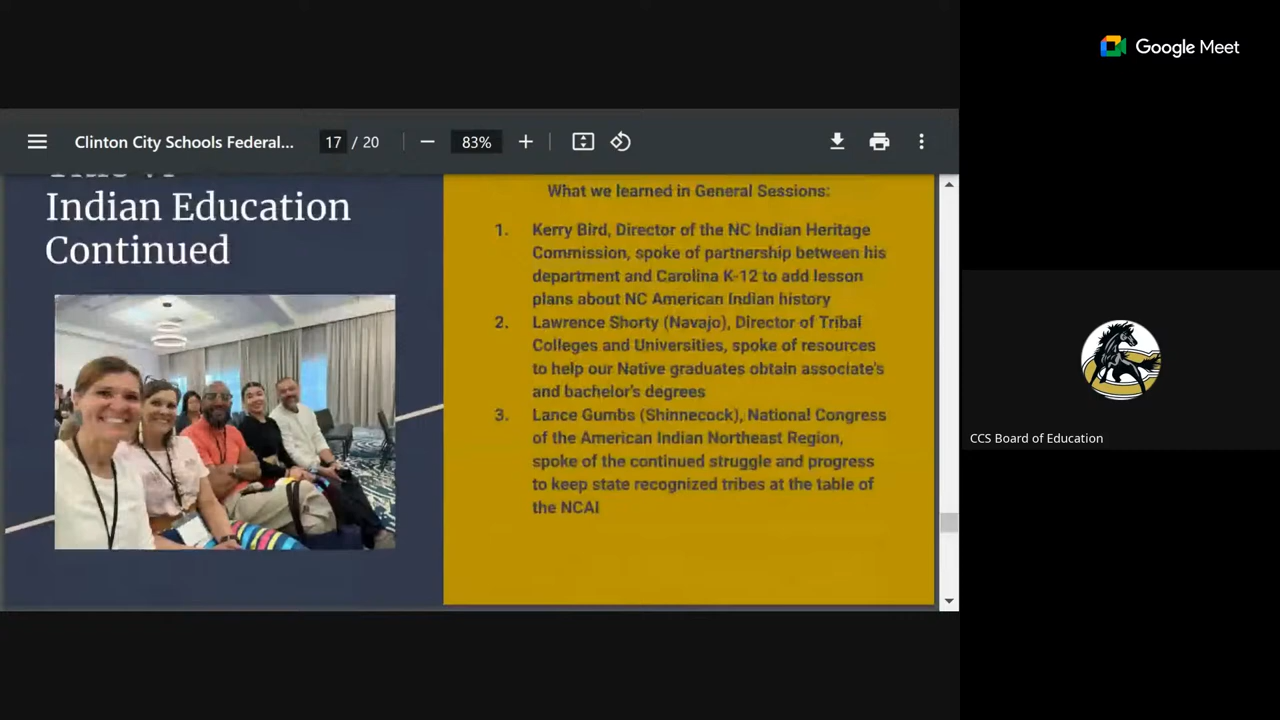 Google Meet
Clinton City Schools Federal...
17 / 20
83%
Indian Education
Continued
What we learned in General Sessions:
1. Kerry Bird, Director of the NC Indian Heritage
Commission, spoke of partnership between his
department and Carolina K-12 to add lesson
plans about NC American Indian history
2. Lawrence Shorty (Navajo), Director of Tribal
Colleges and Universities, spoke of resources
to help our Native graduates obtain associate's
and bachelor's degrees
3. Lance Gumbs (Shinnecock), National Congress
of the American Indian Northeast Region,
spoke of the continued struggle and progress
to keep state recognized tribes at the table of
the NCAI
CCS Board of Education